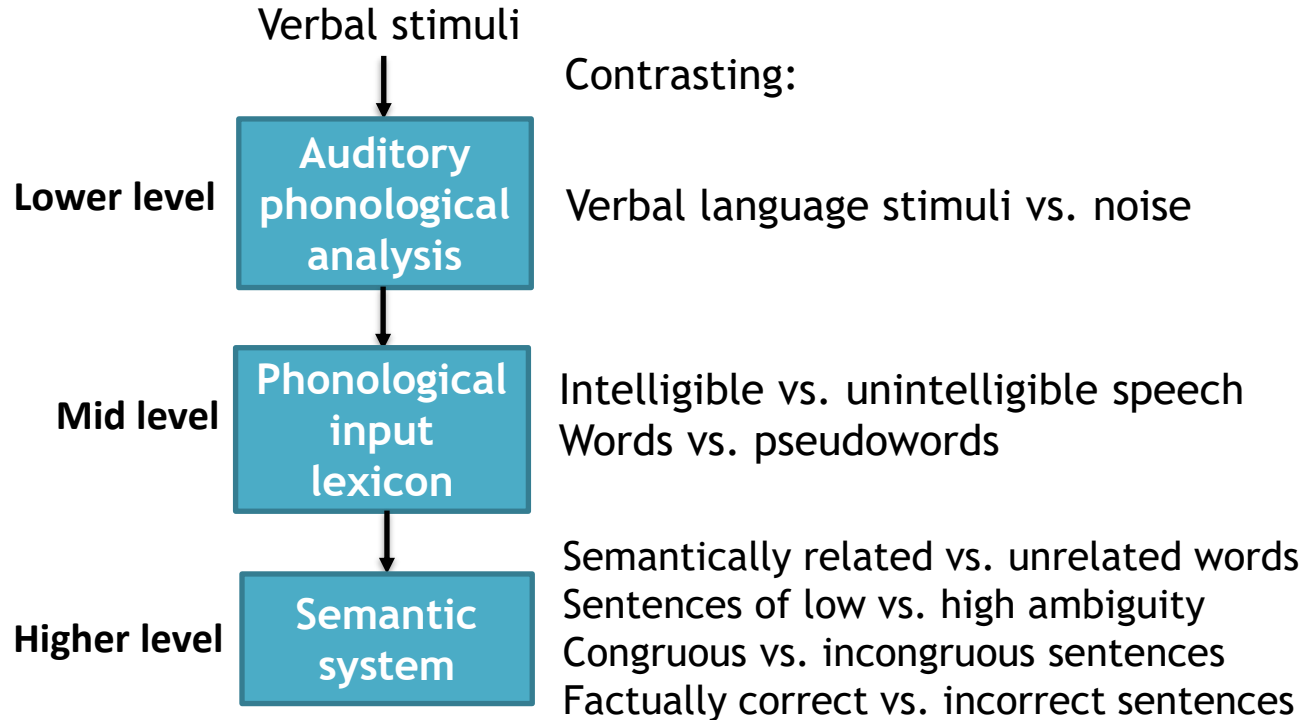 Verbal stimuli
Contrasting:
Lower level
Auditory
phonological
analysis
Verbal language stimuli vs. noise
Mid level
Phonological
input
lexicon
Intelligible vs. unintelligible speech
Words vs. pseudowords
Higher level
Semantic
system
Semantically related vs. unrelated words
Sentences of low vs. high ambiguity
Congruous vs. incongruous sentences
Factually correct vs. incorrect sentences